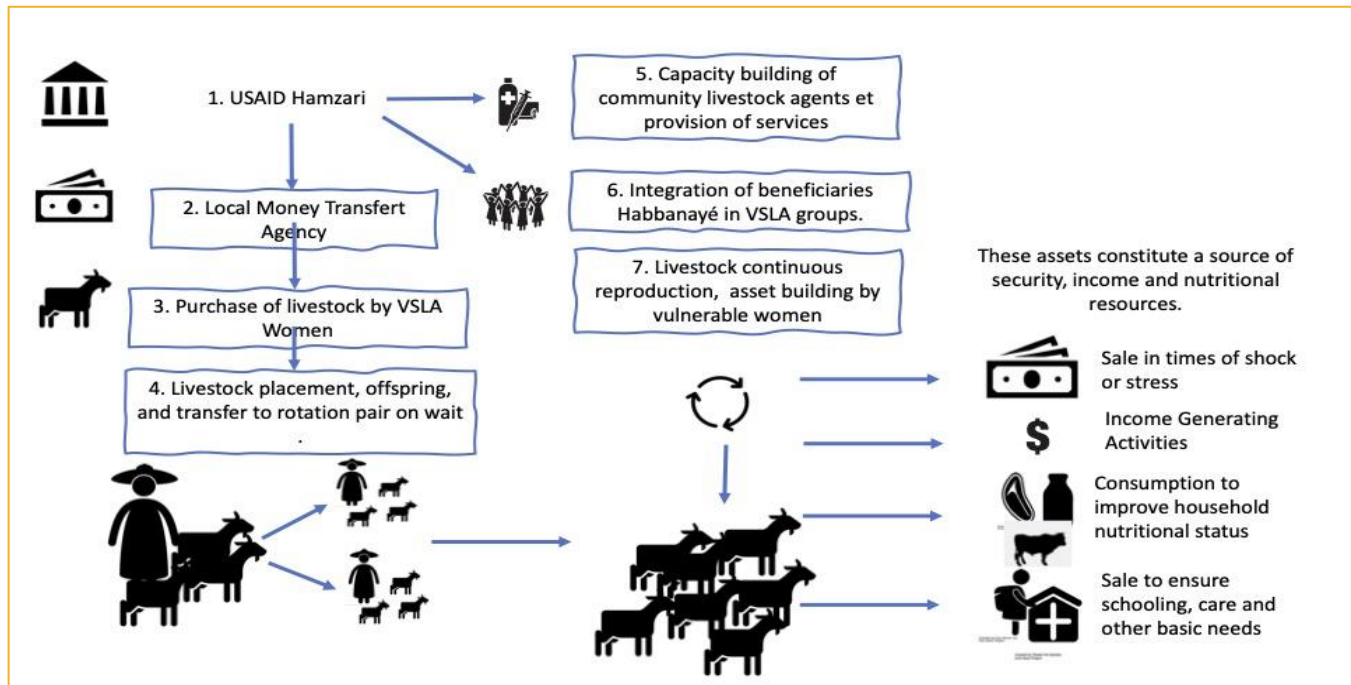 1. USAID Hamzari
2. Local Money Transfert
Agency
3. Purchase of livestock by VSLA
Women
4. Livestock placement, offspring,
and transfer to rotation pair on wait
.
5. Capacity building of
community livestock agents et
provision of services
6. Integration of beneficiaries
Habbanayé in VSLA groups.
7. Livestock continuous
reproduction, asset building by
vulnerable women
These assets constitute a source of
security, income and nutritional
resources.
Sale in times of shock
or stress
$
Income Generating
Activities
Consumption to
improve household
nutritional status
Sale to ensure
schooling, care and
other basic needs